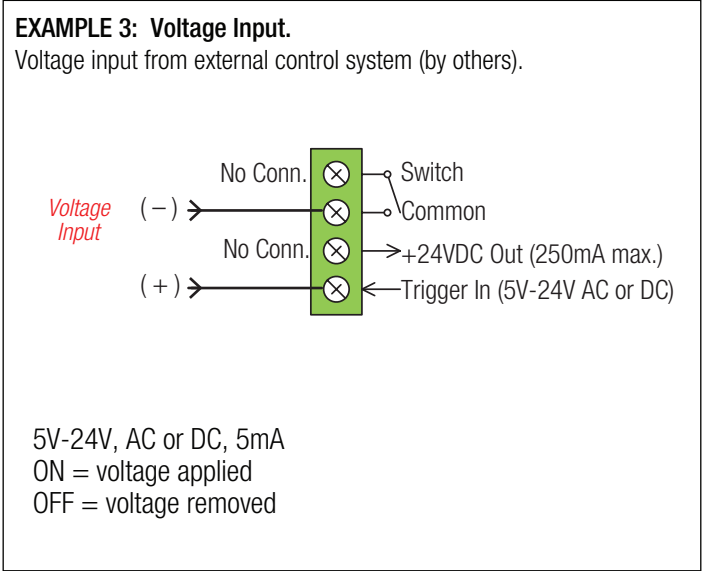 EXAMPLE 3:  Voltage Input.
Voltage input from external control system (by others).
No Conn. Switch
Voltage Input ( – ) Common
No Conn. +24VDC Out (250mA max.)
( + ) Trigger In (5V-24V AC or DC)
5V-24V, AC or DC, 5mA
ON = voltage applied
OFF = voltage removed